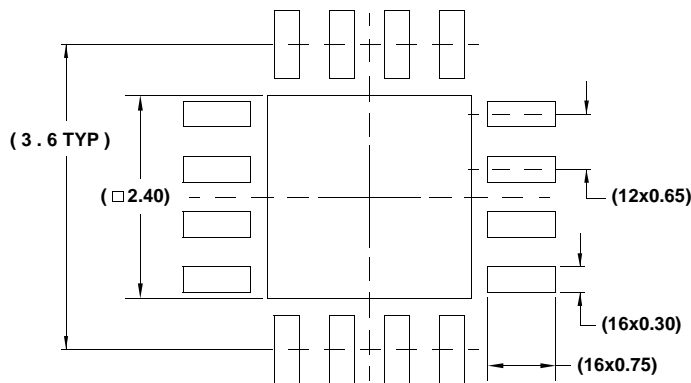 ( 3 . 6 TYP )
( □ 2.40)
(12x0.65)
(16x0.30)
(16x0.75)